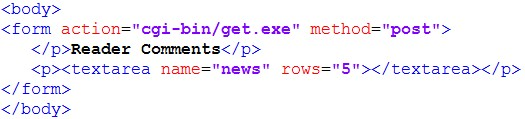 <body>
<form action="cgi-bin/get.exe" method="post">
</p>Reader Comments</p>
<p><textarea name="news" rows="5"></textarea></p>
</form>
</body>